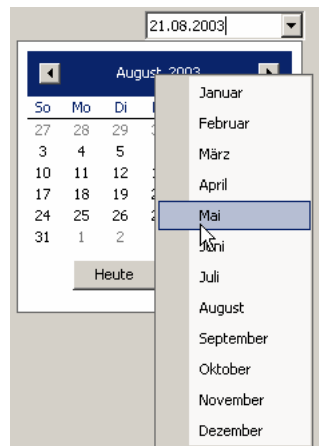 21.08.2003
August 2003
So Mo Di
27 28 29
3 4 5
10 11 12
17 18 19
24 25 26
31 1 2
Heute
Januar
Februar
März
April
Mai
Juni
Juli
August
September
Oktober
November
Dezember